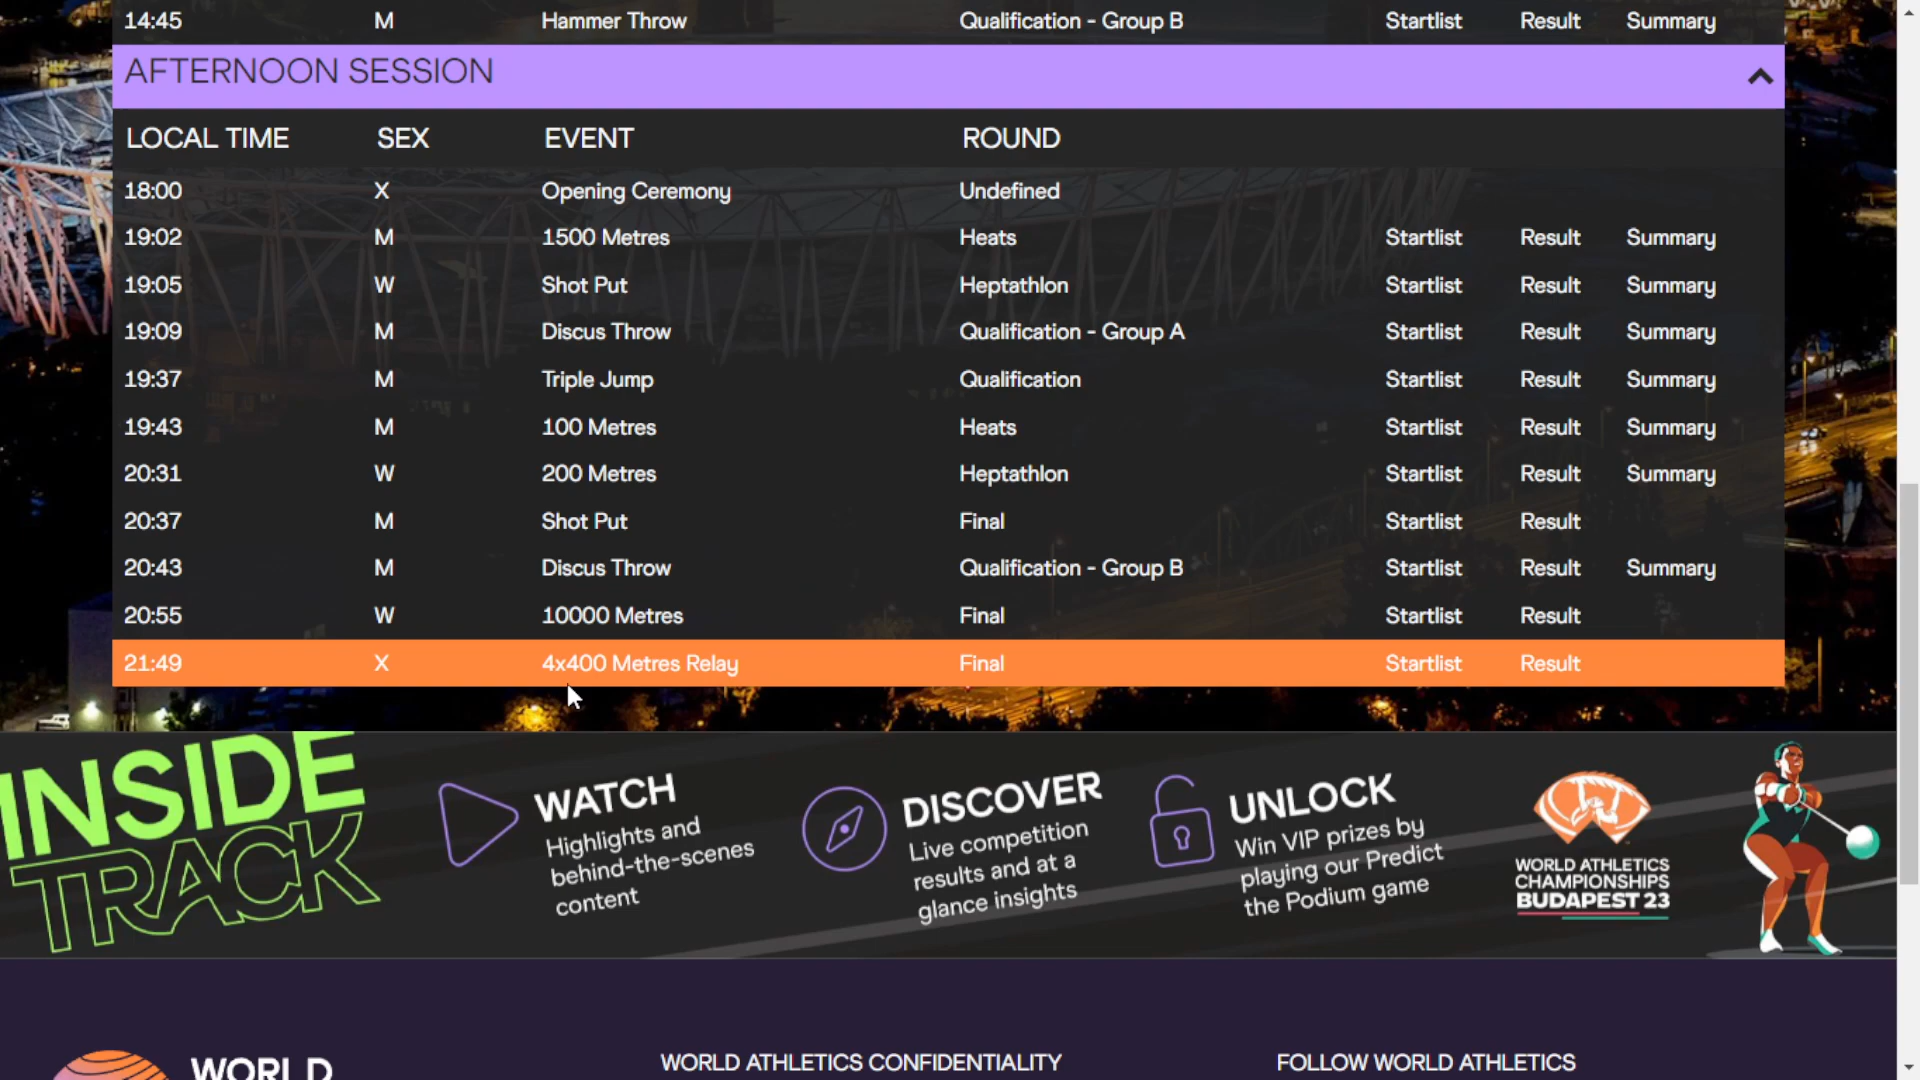 14:45 M Hammer Throw Qualification - Group B Startlist Result Summary
AFTERNOON SESSION
LOCAL TIME SEX EVENT ROUND
18:00 X Opening Ceremony Undefined
19:02 M 1500 Metres Heats Startlist Result Summary
19:05 W Shot Put Heptathlon Startlist Result Summary
19:09 M Discus Throw Qualification - Group A Startlist Result Summary
19:37 M Triple Jump Qualification Startlist Result Summary
19:43 M 100 Metres Heats Startlist Result Summary
20:31 W 200 Metres Heptathlon Startlist Result Summary
20:37 M Shot Put Final Startlist Result
20:43 M Discus Throw Qualification - Group B Startlist Result Summary
20:55 W 10000 Metres Final Startlist Result
21:49 X 4x400 Metres Relay Final Startlist Result
INSIDE
TRACK
WATCH
Highlights and
behind-the-scenes
content
DISCOVER
Live competition
results and at a
glance insights
UNLOCK
Win VIP prizes by
playing our Predict
the Podium game
WORLD ATHLETICS
CHAMPIONSHIPS
BUDAPEST 23
WORLD
WORLD ATHLETICS CONFIDENTIALITY
FOLLOW WORLD ATHLETICS